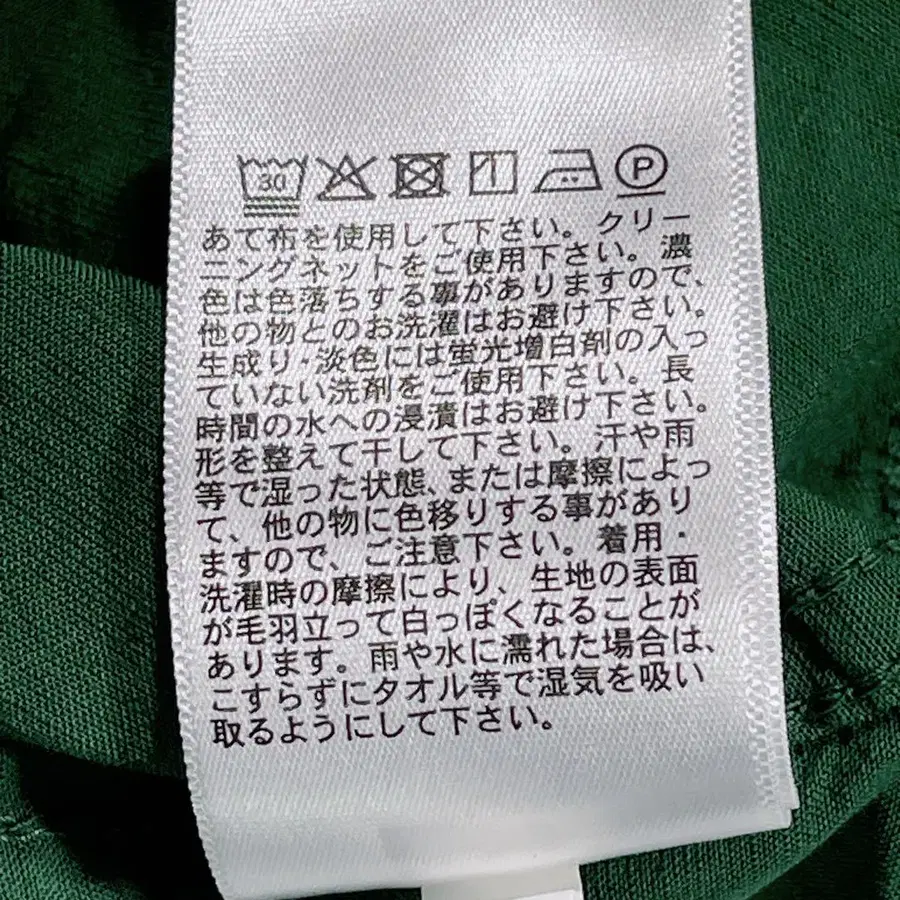 30 P
あて布を使用して下さい。クリー
ニングネットをご使用下さい。濃
色は色落ちする事がありますので、
他の物とのお洗濯はお避け下さい。
生成り・淡色には蛍光増白剤の入っ
ていない洗剤をご使用下さい。長
時間の水への浸漬はお避け下さい。
形を整えて干して下さい。汗や雨
等で湿った状態、または摩擦によっ
て、他の物に色移りする事があり
ますので、ご注意下さい。着用・
洗濯時の摩擦により、生地の表面
が毛羽立って白っぽくなることが
あります。雨や水に濡れた場合は、
こすらずにタオル等で湿気を吸い
取るようにして下さい。